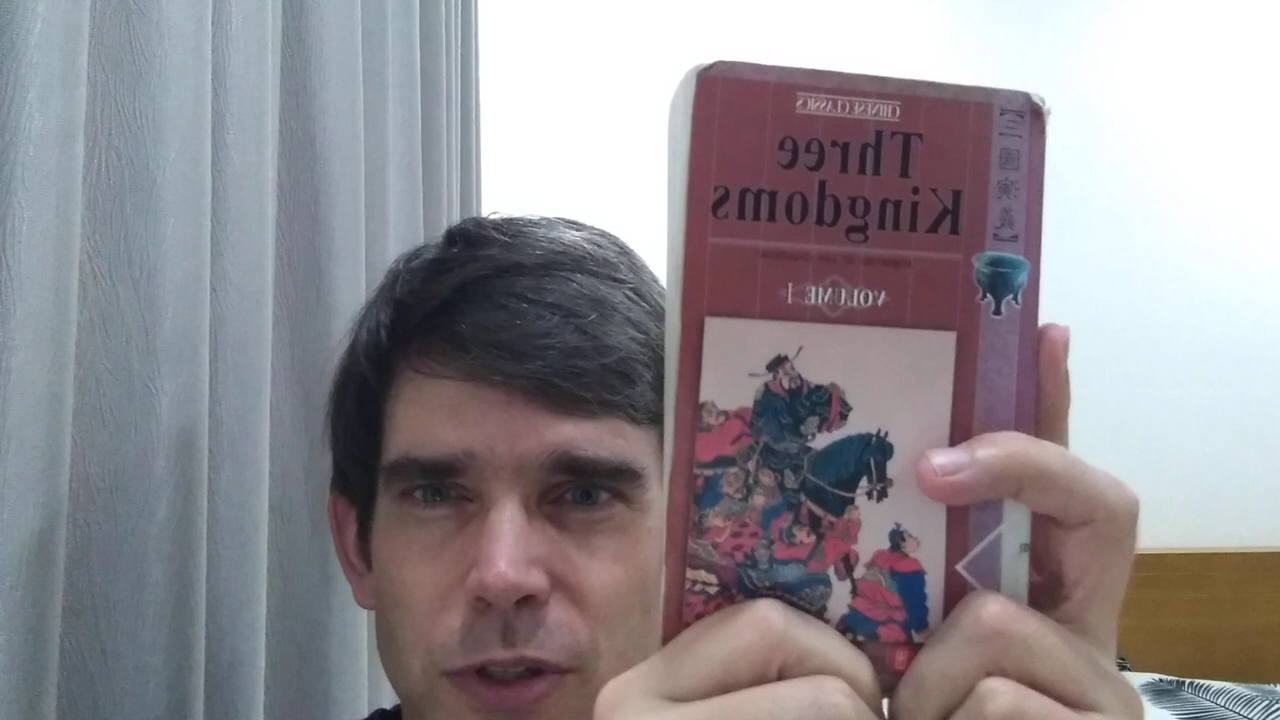 CHINESE CLASSICS
Three
Kingdoms
VOLUME I
【三國演義】